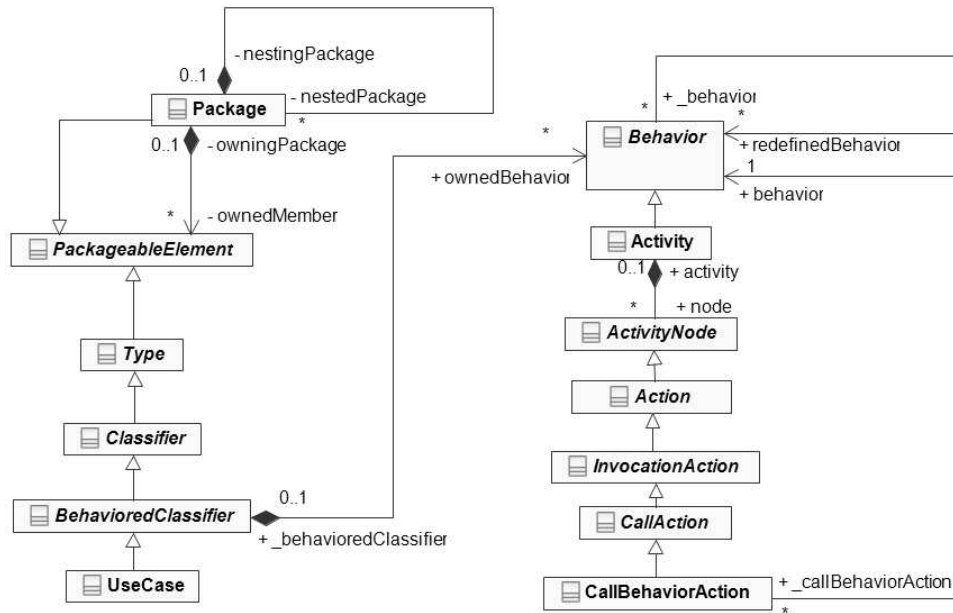 - nestingPackage
0..1
Package
- nestedPackage
*
0..1
- owningPackage
*
- ownedMember
PackageableElement
Type
Classifier
BehavioredClassifier
0..1
+ _behavioredClassifier
UseCase
*
+ ownedBehavior
*
+ _behavior
Behavior
*
+ redefinedBehavior
1
+ behavior
Activity
0..1
+ activity
*
+ node
ActivityNode
Action
InvocationAction
CallAction
CallBehaviorAction
+ _callBehaviorAction
*